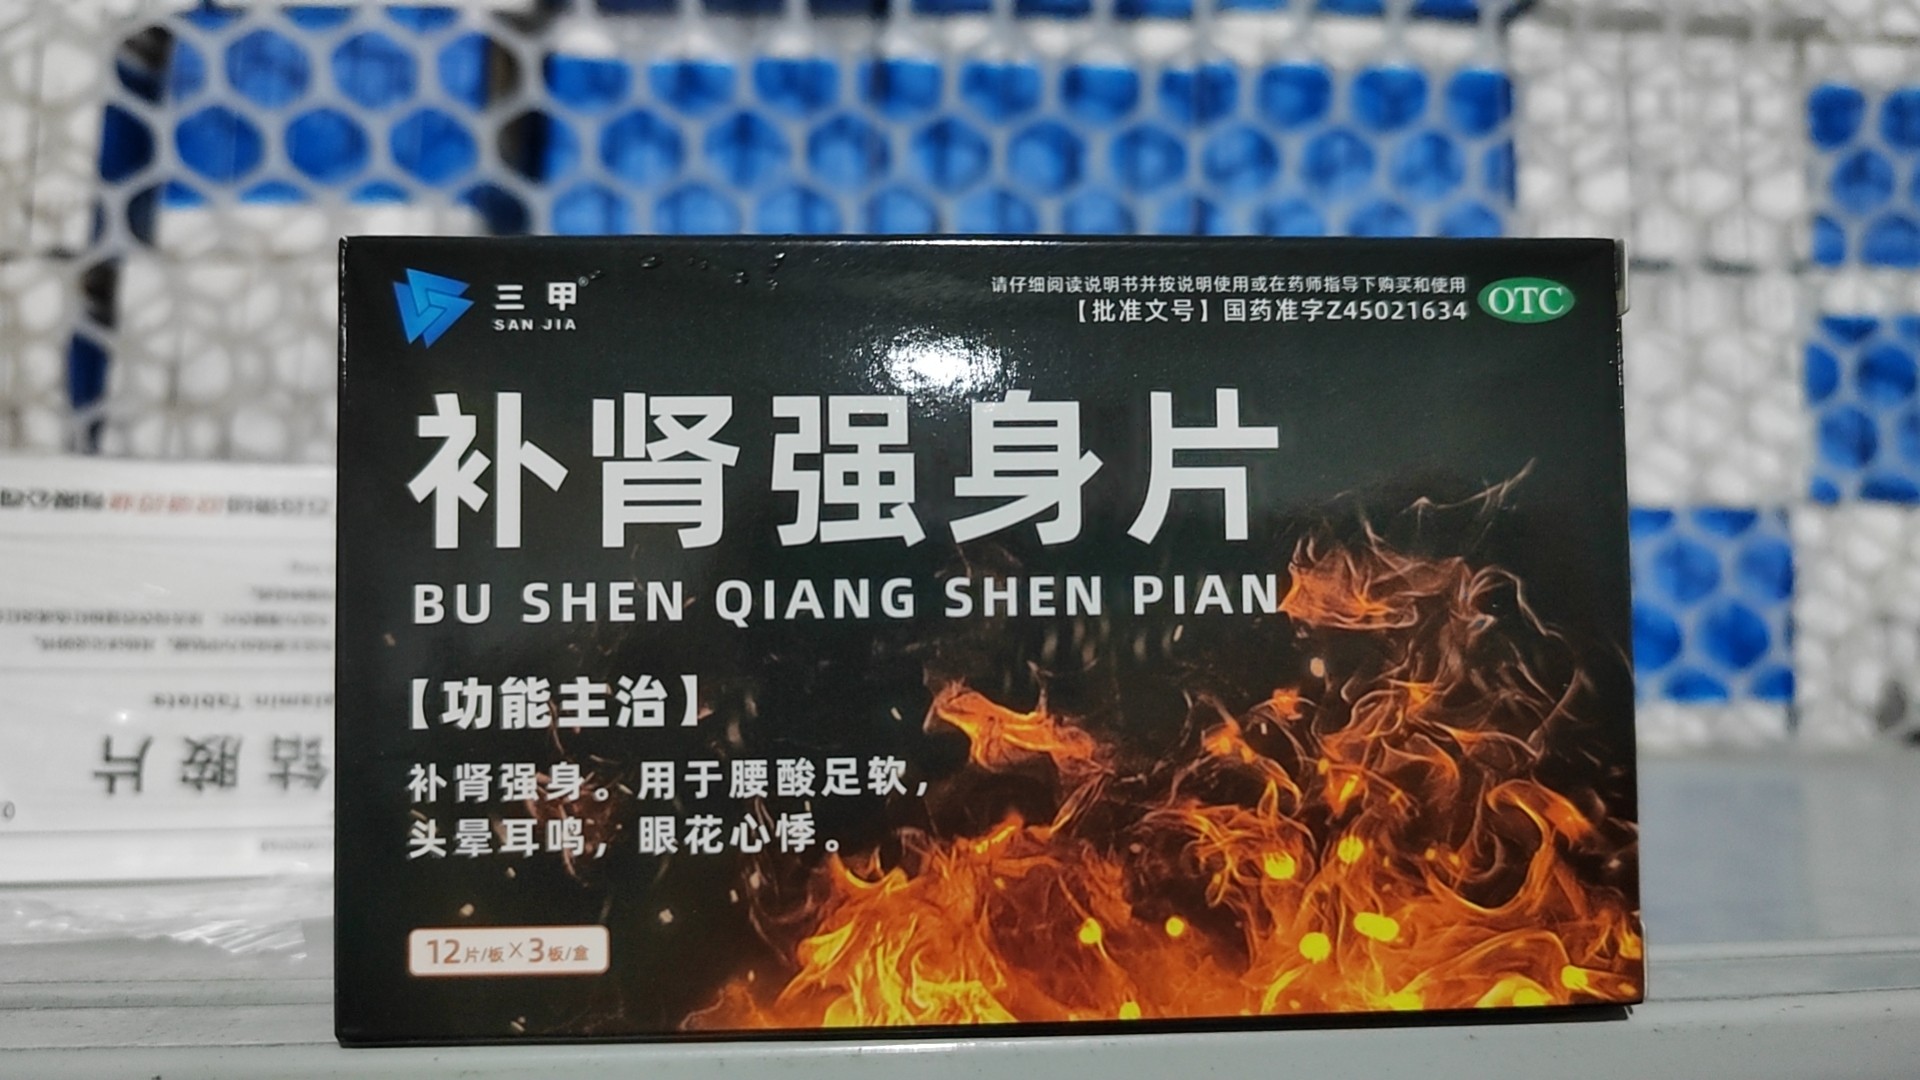 三甲®
SAN JIA
请仔细阅读说明书并按说明使用或在药师指导下购买和使用
【批准文号】国药准字Z45021634
OTC
补肾强身片
BU SHEN QIANG SHEN PIAN
【功能主治】
补肾强身。用于腰酸足软，
头晕耳鸣，眼花心悸。
12片/板×3板/盒
钴胺片